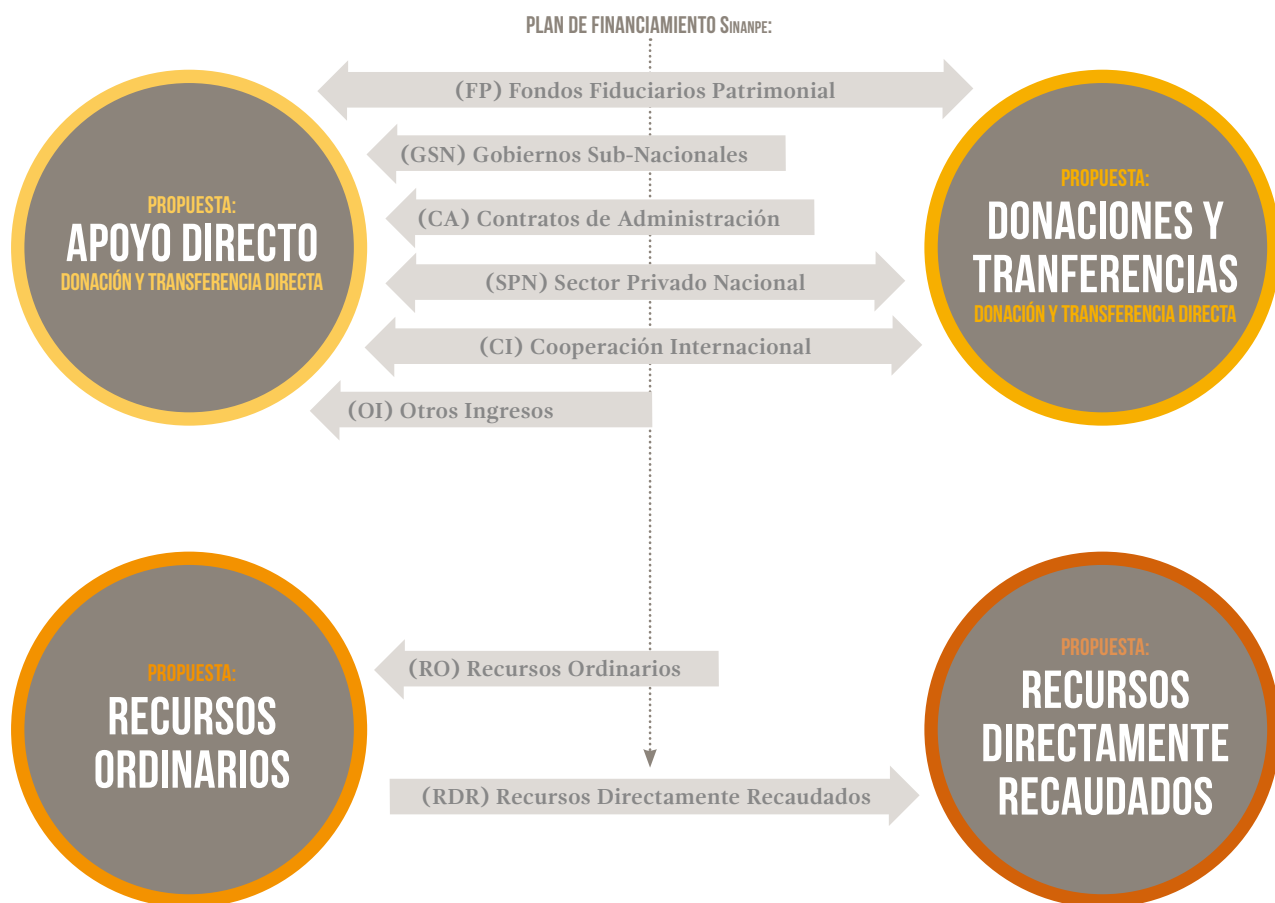 PLAN DE FINANCIAMIENTO SINANPE:
(FP) Fondos Fiduciarios Patrimonial
(GSN) Gobiernos Sub-Nacionales
(CA) Contratos de Administración
(SPN) Sector Privado Nacional
(CI) Cooperación Internacional
(OI) Otros Ingresos
PROPUESTA:
APOYO DIRECTO
DONACIÓN Y TRANSFERENCIA DIRECTA
PROPUESTA:
DONACIONES Y
TRANFERENCIAS
DONACIÓN Y TRANSFERENCIA DIRECTA
(RO) Recursos Ordinarios
(RDR) Recursos Directamente Recaudados
PROPUESTA:
RECURSOS
ORDINARIOS
PROPUESTA:
RECURSOS
DIRECTAMENTE
RECAUDADOS